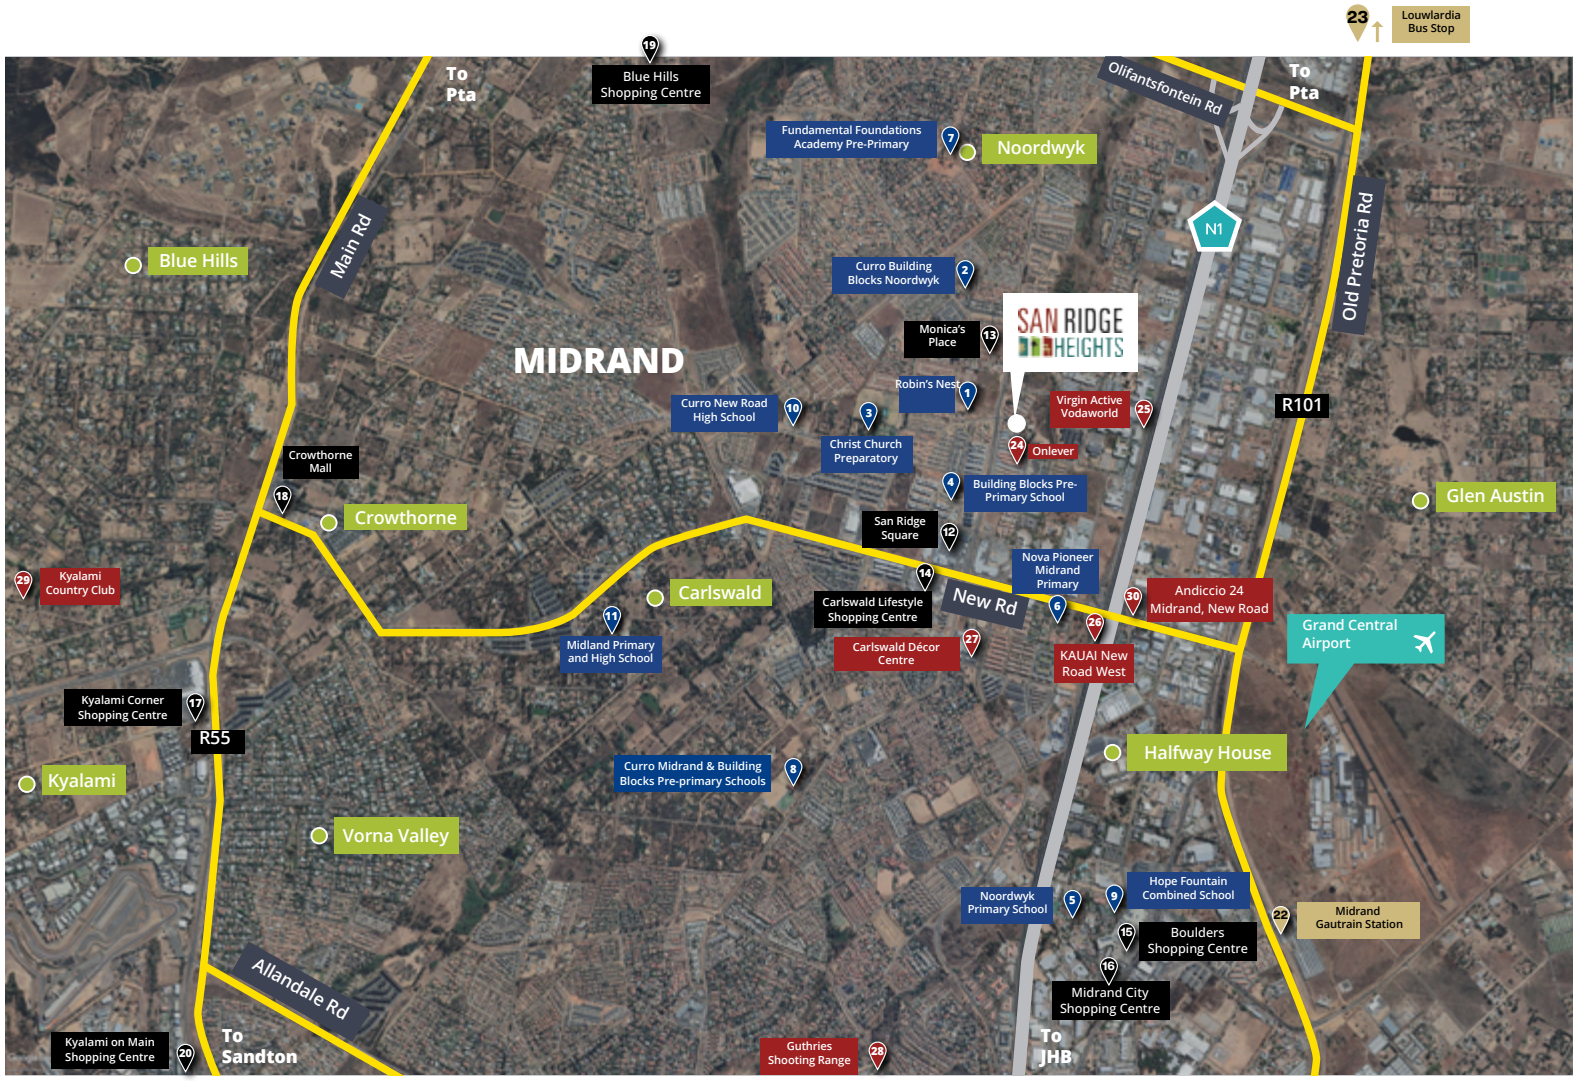 23
Louwlardia
Bus Stop
19
Blue Hills
Shopping Centre
To
Pta
Olifantsfontein Rd
To
Pta
Fundamental Foundations
Academy Pre-Primary
7
Noordwyk
Main Rd
Old Pretoria Rd
N1
Blue Hills
Curro Building
Blocks Noordwyk
2
Monica's
Place
13
SAN RIDGE
HEIGHTS
MIDRAND
Robin's Nest
1
Curro New Road
High School
10
3
Christ Church
Preparatory
Virgin Active
Vodaworld
25
R101
24
Onlever
4
Building Blocks Pre-
Primary School
Crowthorne
Mall
18
Crowthorne
Glen Austin
San Ridge
Square
12
Nova Pioneer
Midrand
Primary
6
29
Kyalami
Country Club
Carlswald
14
Carlswald Lifestyle
Shopping Centre
New Rd
30
Andiccio 24
Midrand, New Road
11
Midland Primary
and High School
Carlswald Décor
Centre
27
26
KAUAI New
Road West
Grand Central
Airport
Kyalami Corner
Shopping Centre
17
R55
Halfway House
Kyalami
Curro Midrand & Building
Blocks Pre-primary Schools
8
Vorna Valley
Noordwyk
Primary School
5
9
Hope Fountain
Combined School
22
Midrand
Gautrain Station
15
Boulders
Shopping Centre
16
Midrand City
Shopping Centre
Allandale Rd
Kyalami on Main
Shopping Centre
20
To
Sandton
Guthries
Shooting Range
28
To
JHB